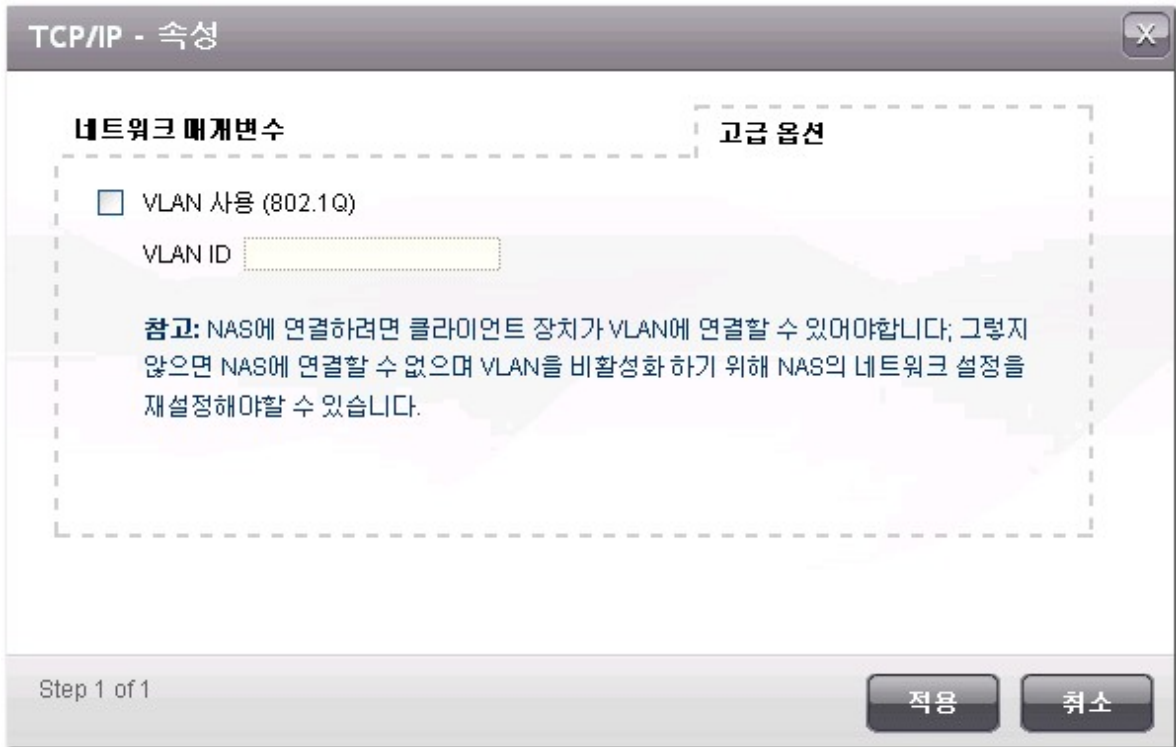 TCP/IP - 속성
X
네트워크 매개변수
고급 옵션
VLAN 사용 (802.1Q)
VLAN ID
참고: NAS에 연결하려면 클라이언트 장치가 VLAN에 연결할 수 있어야합니다; 그렇지
않으면 NAS에 연결할 수 없으며 VLAN을 비활성화 하기 위해 NAS의 네트워크 설정을
재설정해야할 수 있습니다.
Step 1 of 1
적용
취소